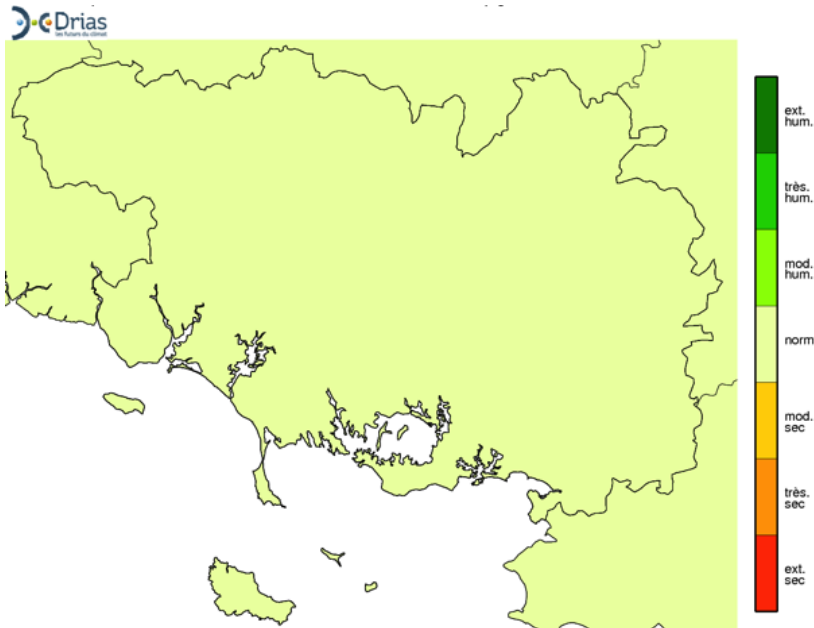 Drias
les futurs du climat
ext.
hum.
très.
hum.
mod.
hum.
norm
mod.
sec
très.
sec
ext.
sec